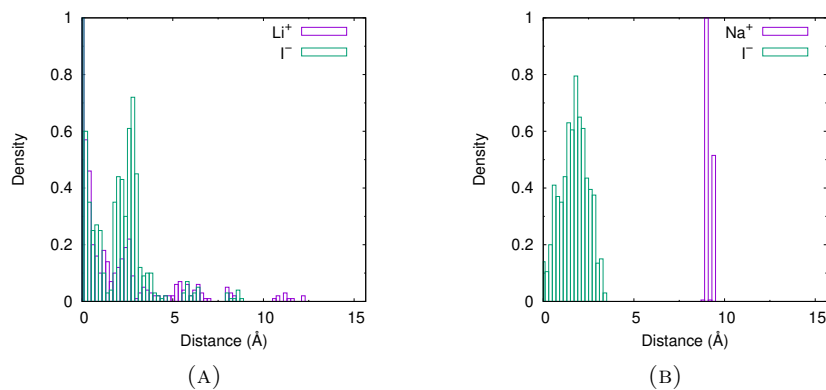 1
0.8
0.6
0.4
0.2
0
0 5 10 15
Density
Distance (Å)
Li⁺
I⁻
(A)
1
0.8
0.6
0.4
0.2
0
0 5 10 15
Density
Distance (Å)
Na⁺
I⁻
(B)